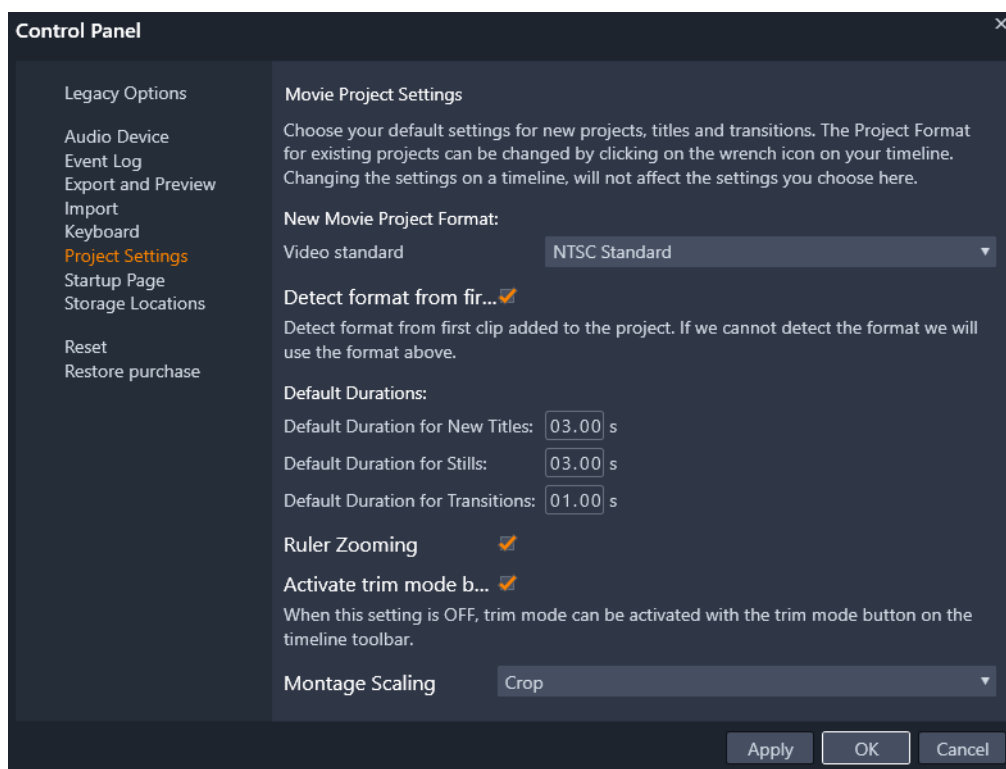 Control Panel
Legacy Options
Audio Device
Event Log
Export and Preview
Import
Keyboard
Project Settings
Startup Page
Storage Locations
Reset
Restore purchase
Movie Project Settings
Choose your default settings for new projects, titles and transitions. The Project Format
for existing projects can be changed by clicking on the wrench icon on your timeline.
Changing the settings on a timeline, will not affect the settings you choose here.
New Movie Project Format:
Video standard NTSC Standard
Detect format from fir...
Detect format from first clip added to the project. If we cannot detect the format we will
use the format above.
Default Durations:
Default Duration for New Titles: 03.00 s
Default Duration for Stills: 03.00 s
Default Duration for Transitions: 01.00 s
Ruler Zooming
Activate trim mode b...
When this setting is OFF, trim mode can be activated with the trim mode button on the
timeline toolbar.
Montage Scaling Crop
Apply OK Cancel